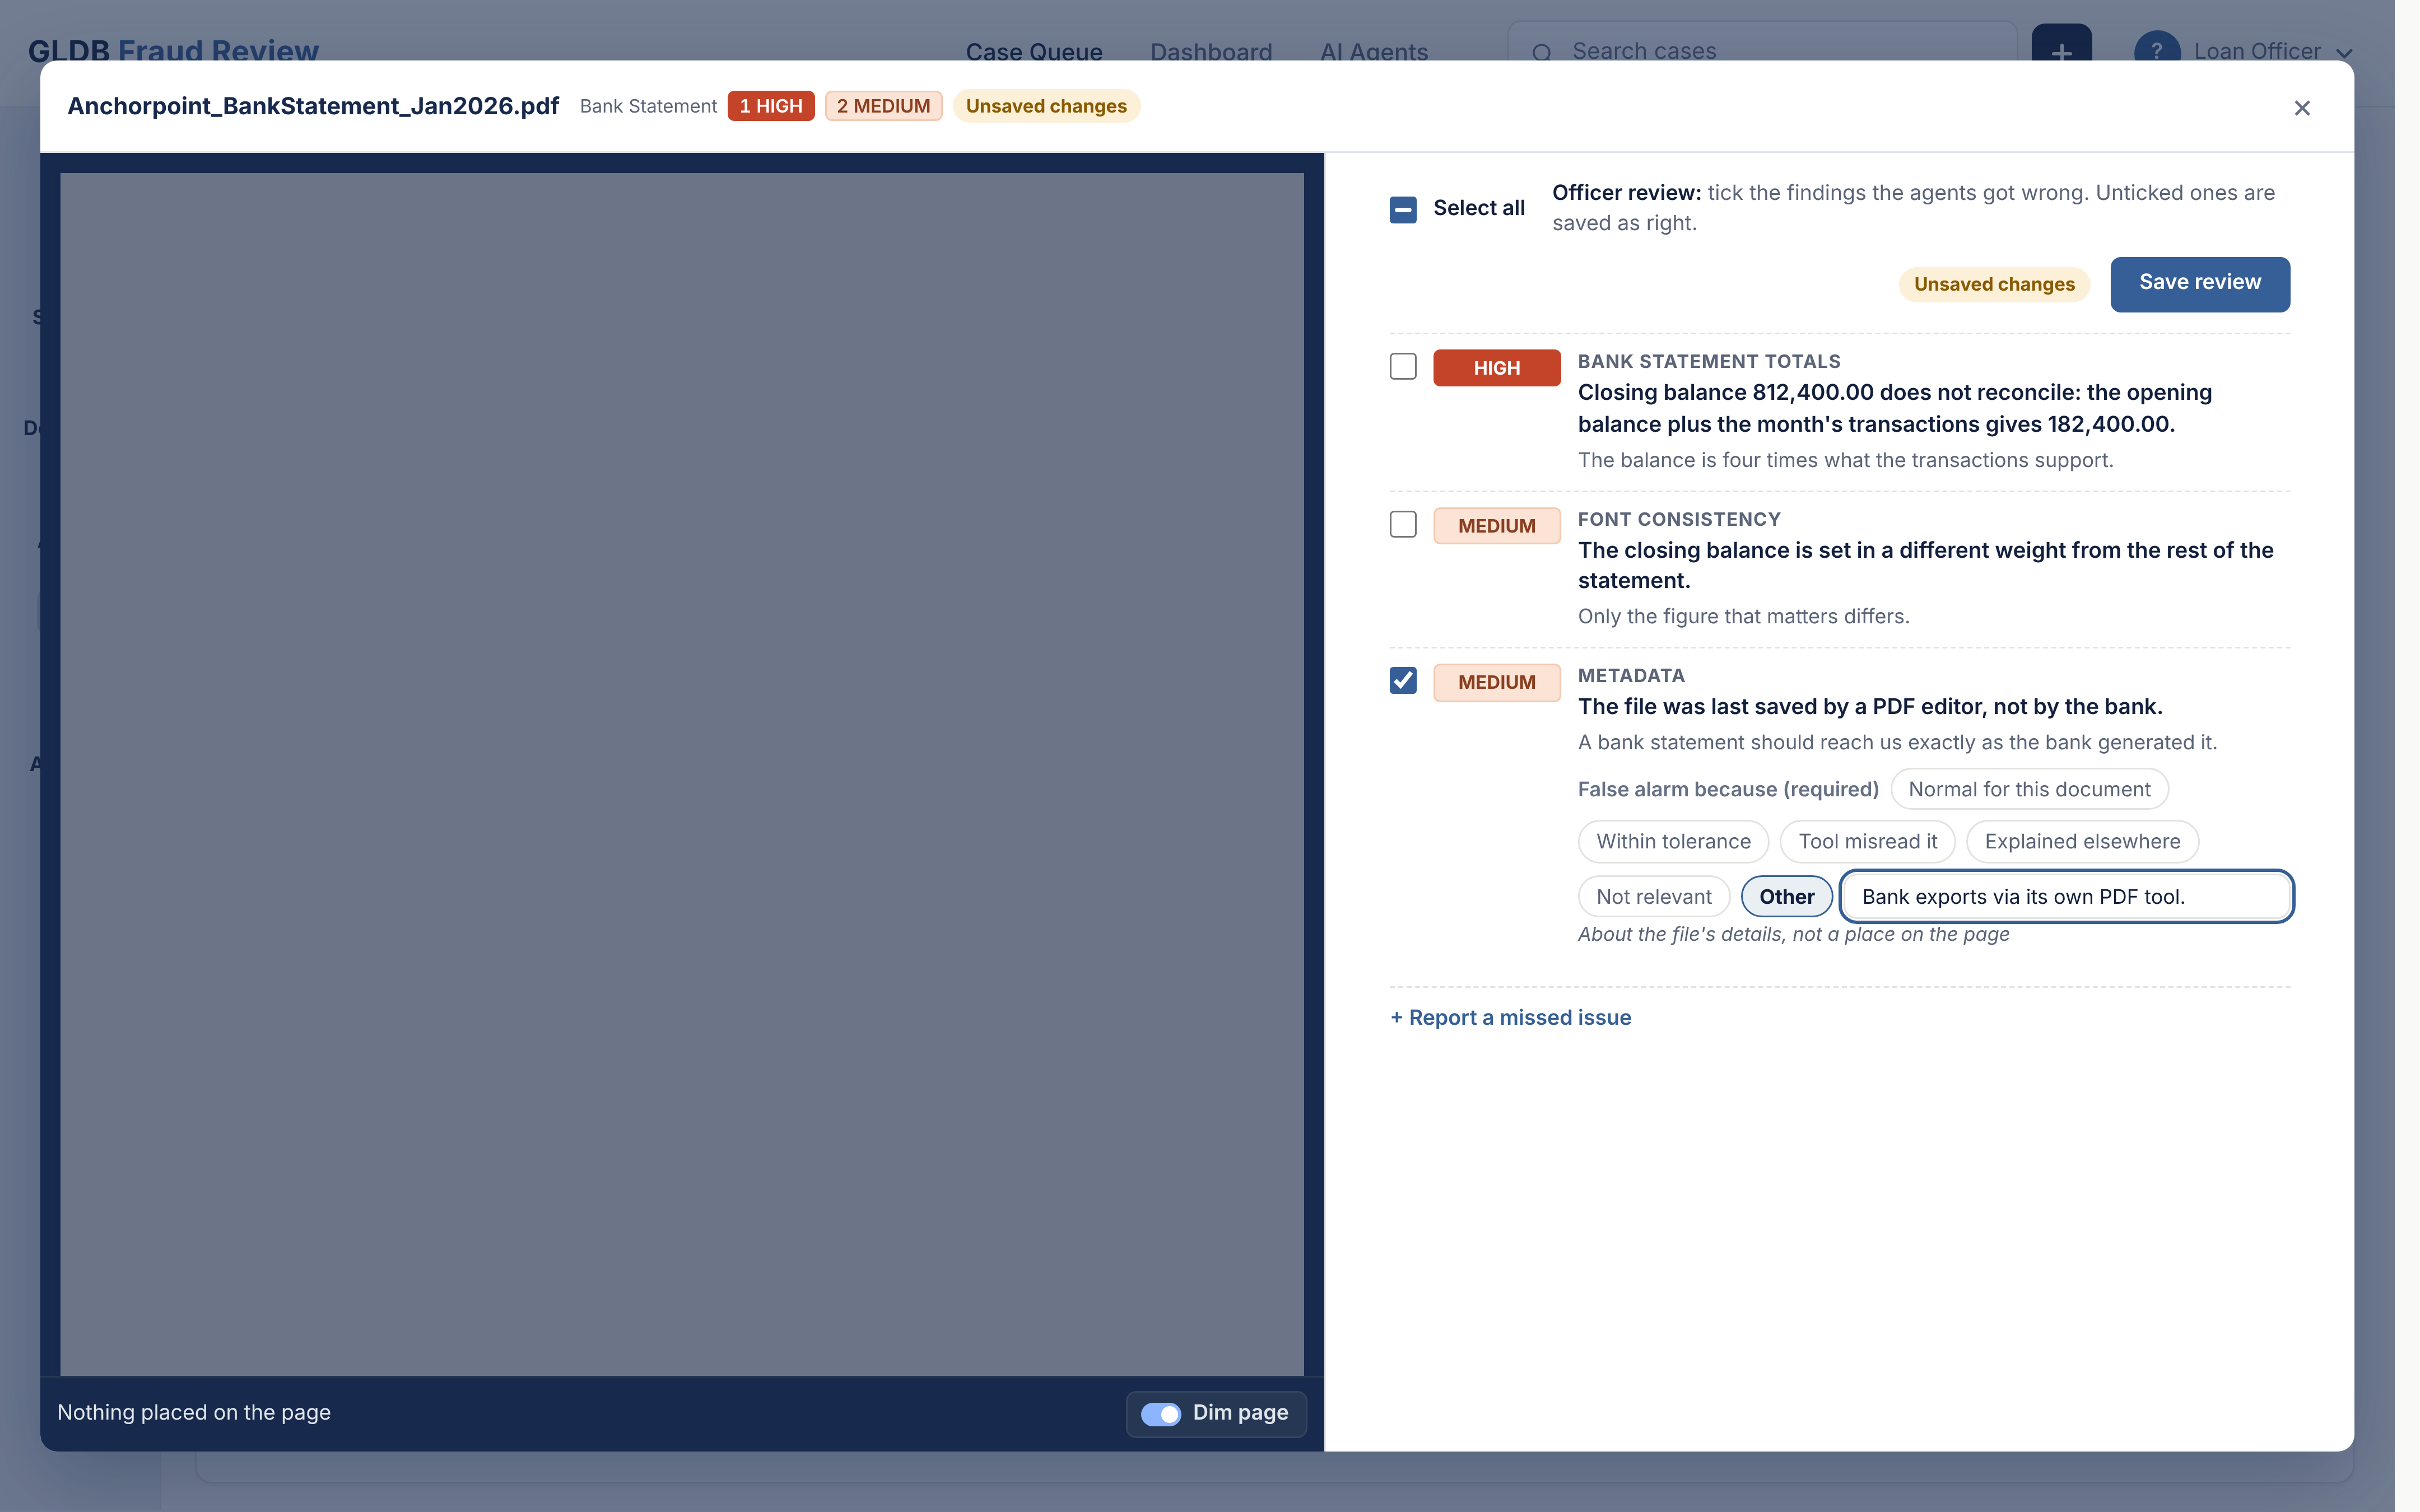 GLDB Fraud Review
Case Queue
Dashboard
AI Agents
Search cases
+
?
Loan Officer
Anchorpoint_BankStatement_Jan2026.pdf
Bank Statement
1 HIGH
2 MEDIUM
Unsaved changes
Select all
Officer review: tick the findings the agents got wrong. Unticked ones are
saved as right.
Unsaved changes
Save review
HIGH
BANK STATEMENT TOTALS
Closing balance 812,400.00 does not reconcile: the opening
balance plus the month's transactions gives 182,400.00.
The balance is four times what the transactions support.
MEDIUM
FONT CONSISTENCY
The closing balance is set in a different weight from the rest of the
statement.
Only the figure that matters differs.
MEDIUM
METADATA
The file was last saved by a PDF editor, not by the bank.
A bank statement should reach us exactly as the bank generated it.
False alarm because (required)
Normal for this document
Within tolerance
Tool misread it
Explained elsewhere
Not relevant
Other
Bank exports via its own PDF tool.
About the file's details, not a place on the page
+ Report a missed issue
Nothing placed on the page
Dim page